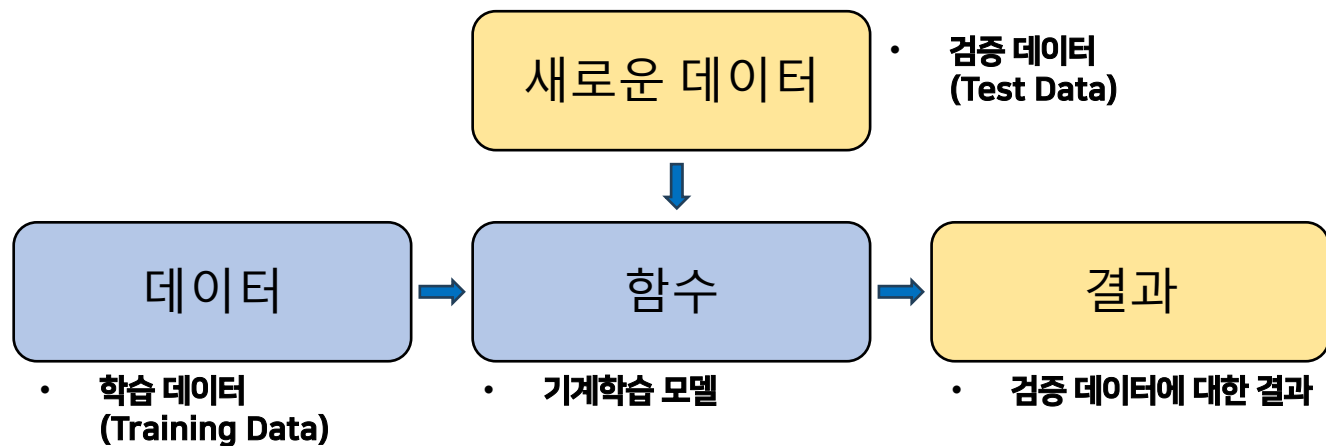 새로운 데이터
• 검증 데이터
(Test Data)
데이터
함수
결과
• 학습 데이터
(Training Data)
• 기계학습 모델
• 검증 데이터에 대한 결과